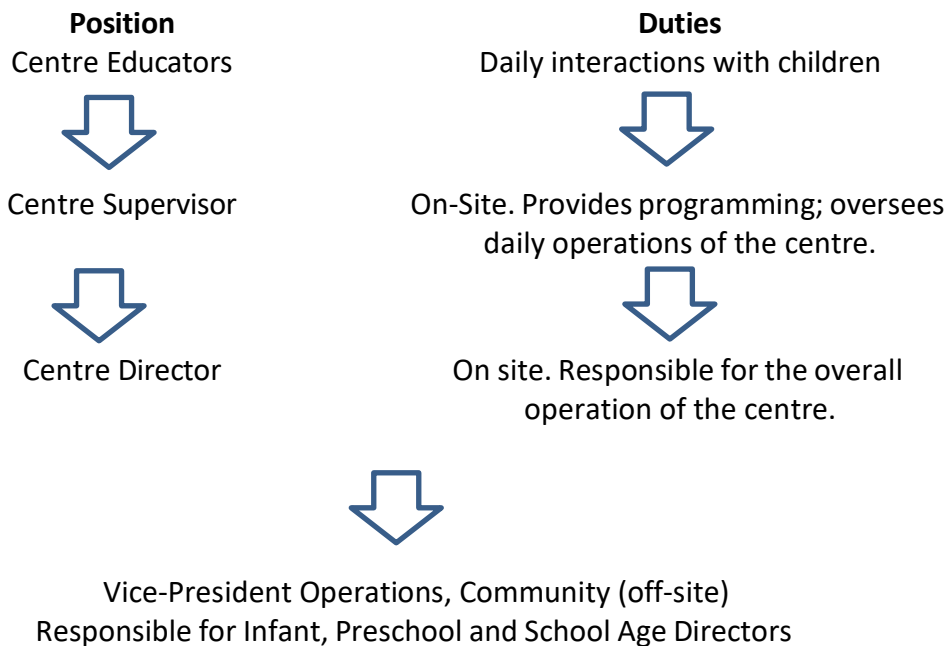 Position Duties
Centre Educators Daily interactions with children
Centre Supervisor On-Site. Provides programming; oversees
daily operations of the centre.
Centre Director On site. Responsible for the overall
operation of the centre.
Vice-President Operations, Community (off-site)
Responsible for Infant, Preschool and School Age Directors